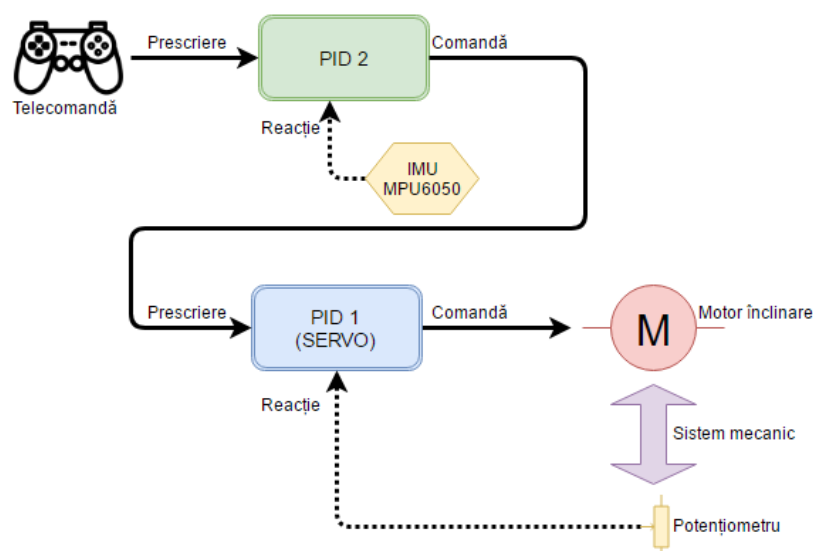 Prescriere
PID 2
Comandă
Telecomandă
Reacție
IMU
MPU6050
Prescriere
PID 1
(SERVO)
Comandă
M
Motor înclinare
Reacție
Sistem mecanic
Potențiometru